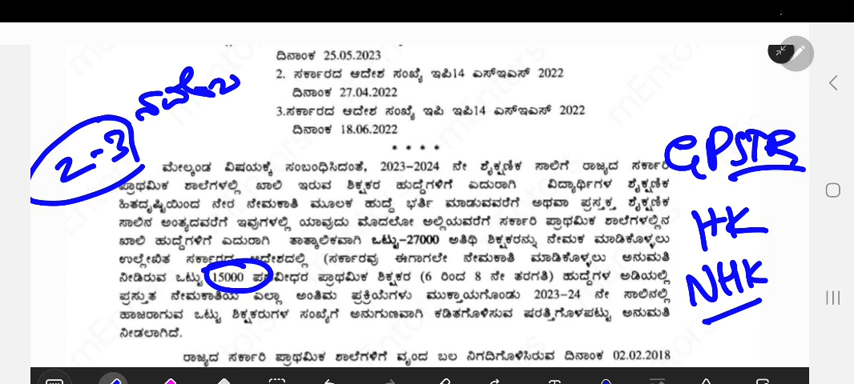 ದಿನಾಂಕ 25.05.2023
2. ಸರ್ಕಾರದ ಆದೇಶ ಸಂಖ್ಯೆ ಇಪಿ14 ಎಸ್ಇಎಸ್ 2022
ದಿನಾಂಕ 27.04.2022
3.ಸರ್ಕಾರದ ಆದೇಶ ಸಂಖ್ಯೆ ಇಪಿ ಇಪಿ14 ಎಸ್ಇಎಸ್ 2022
ದಿನಾಂಕ 18.06.2022
* * * *
2-3
ಮೇಲ್ಕಂಡ ವಿಷಯಕ್ಕೆ ಸಂಬಂಧಿಸಿದಂತೆ, 2023-2024 ನೇ ಶೈಕ್ಷಣಿಕ ಸಾಲಿಗೆ ರಾಜ್ಯದ ಸರ್ಕಾರಿ
ಪ್ರಾಥಮಿಕ ಶಾಲೆಗಳಲ್ಲಿ ಖಾಲಿ ಇರುವ ಶಿಕ್ಷಕರ ಹುದ್ದೆಗಳಿಗೆ ಎದುರಾಗಿ ವಿದ್ಯಾರ್ಥಿಗಳ ಶೈಕ್ಷಣಿಕ
ಹಿತದೃಷ್ಟಿಯಿಂದ ನೇರ ನೇಮಕಾತಿ ಮೂಲಕ ಹುದ್ದೆ ಭರ್ತಿ ಮಾಡುವವರೆಗೆ ಅಥವಾ ಪ್ರಸ್ತಕ್ತ ಶೈಕ್ಷಣಿಕ
ಸಾಲಿನ ಅಂತ್ಯದವರೆಗೆ ಇವುಗಳಲ್ಲಿ ಯಾವುದು ಮೊದಲೋ ಅಲ್ಲಿಯವರೆಗೆ ಸರ್ಕಾರಿ ಪ್ರಾಥಮಿಕ ಶಾಲೆಗಳಲ್ಲಿನ
ಖಾಲಿ ಹುದ್ದೆಗಳಿಗೆ ಎದುರಾಗಿ ತಾತ್ಕಾಲಿಕವಾಗಿ ಒಟ್ಟು-27000 ಅತಿಥಿ ಶಿಕ್ಷಕರನ್ನು ನೇಮಕ ಮಾಡಿಕೊಳ್ಳಲು
ಉಲ್ಲೇಖಿತ ಸರ್ಕಾರದ ಆದೇಶದಲ್ಲಿ (ಸರ್ಕಾರವು ಈಗಾಗಲೇ ನೇಮಕಾತಿ ಮಾಡಿಕೊಳ್ಳಲು ಅನುಮತಿ
ನೀಡಿರುವ ಒಟ್ಟು 15000 ಪದವೀಧರ ಪ್ರಾಥಮಿಕ ಶಿಕ್ಷಕರ (6 ರಿಂದ 8 ನೇ ತರಗತಿ) ಹುದ್ದೆಗಳ ಅಡಿಯಲ್ಲಿ
ಪ್ರಸ್ತುತ ನೇಮಕಾತಿಯ ಎಲ್ಲಾ ಅಂತಿಮ ಪ್ರಕ್ರಿಯೆಗಳು ಮುಕ್ತಾಯಗೊಂಡು 2023-24 ನೇ ಸಾಲಿನಲ್ಲಿ
ಹಾಜರಾಗುವ ಒಟ್ಟು ಶಿಕ್ಷಕರುಗಳ ಸಂಖ್ಯೆಗೆ ಅನುಗುಣವಾಗಿ ಕಡಿತಗೊಳಿಸುವ ಷರತ್ತಿಗೊಳಪಟ್ಟು ಅನುಮತಿ
ನೀಡಲಾಗಿದೆ.
ರಾಜ್ಯದ ಸರ್ಕಾರಿ ಪ್ರಾಥಮಿಕ ಶಾಲೆಗಳಿಗೆ ವೃಂದ ಬಲ ನಿಗದಿಗೊಳಿಸಿರುವ ದಿನಾಂಕ 02.02.2018
GPSTR
HK
NHK